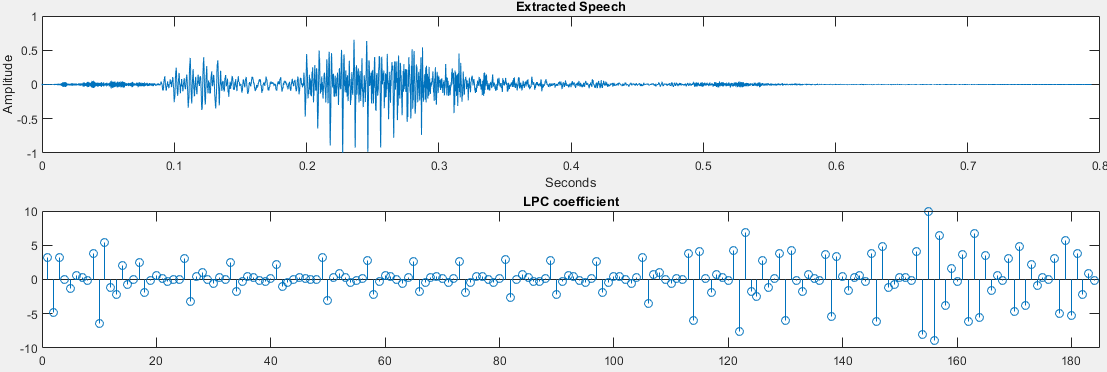 Extracted Speech
Amplitude
1
0.5
0
-0.5
-1
0 0.1 0.2 0.3 0.4 0.5 0.6 0.7 0.8
Seconds
LPC coefficient
10
5
0
-5
-10
0 20 40 60 80 100 120 140 160 180